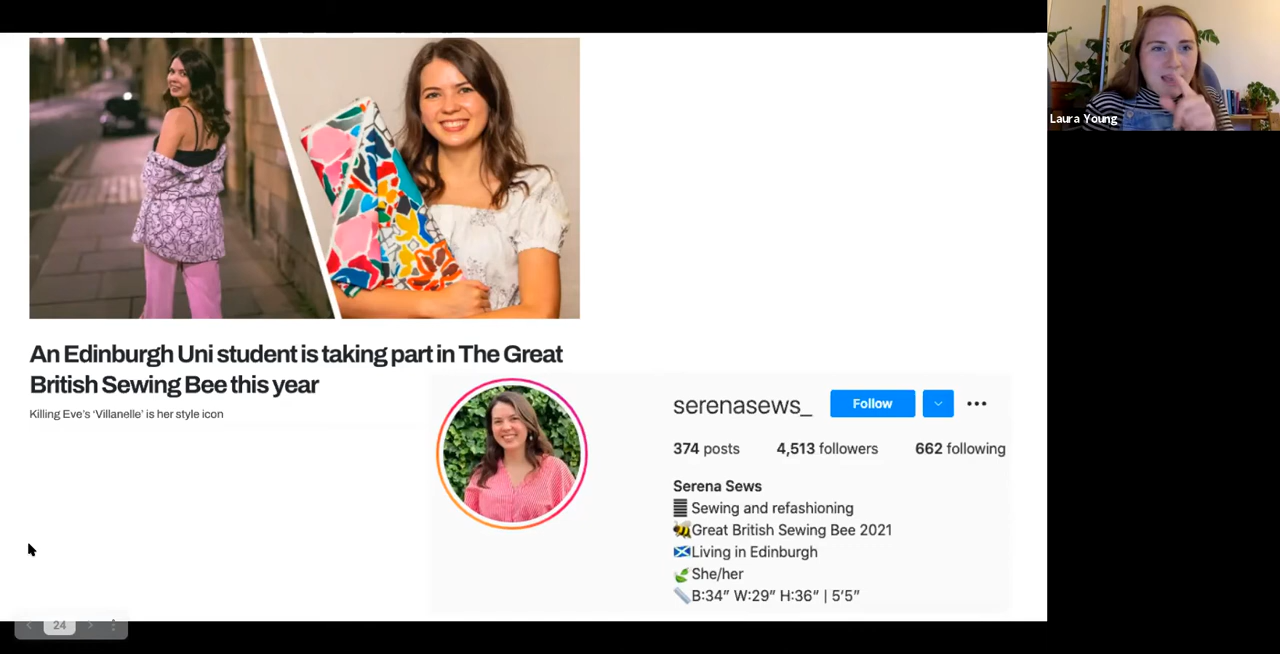 Laura Young
An Edinburgh Uni student is taking part in The Great
British Sewing Bee this year
Killing Eve's 'Villanelle' is her style icon
serenasews_
Follow
374 posts 4,513 followers 662 following
Serena Sews
Sewing and refashioning
🐝Great British Sewing Bee 2021
🏴󠁧󠁢󠁳󠁣󠁴󠁿Living in Edinburgh
🍃She/her
📏B:34" W:29" H:36" | 5'5"
24